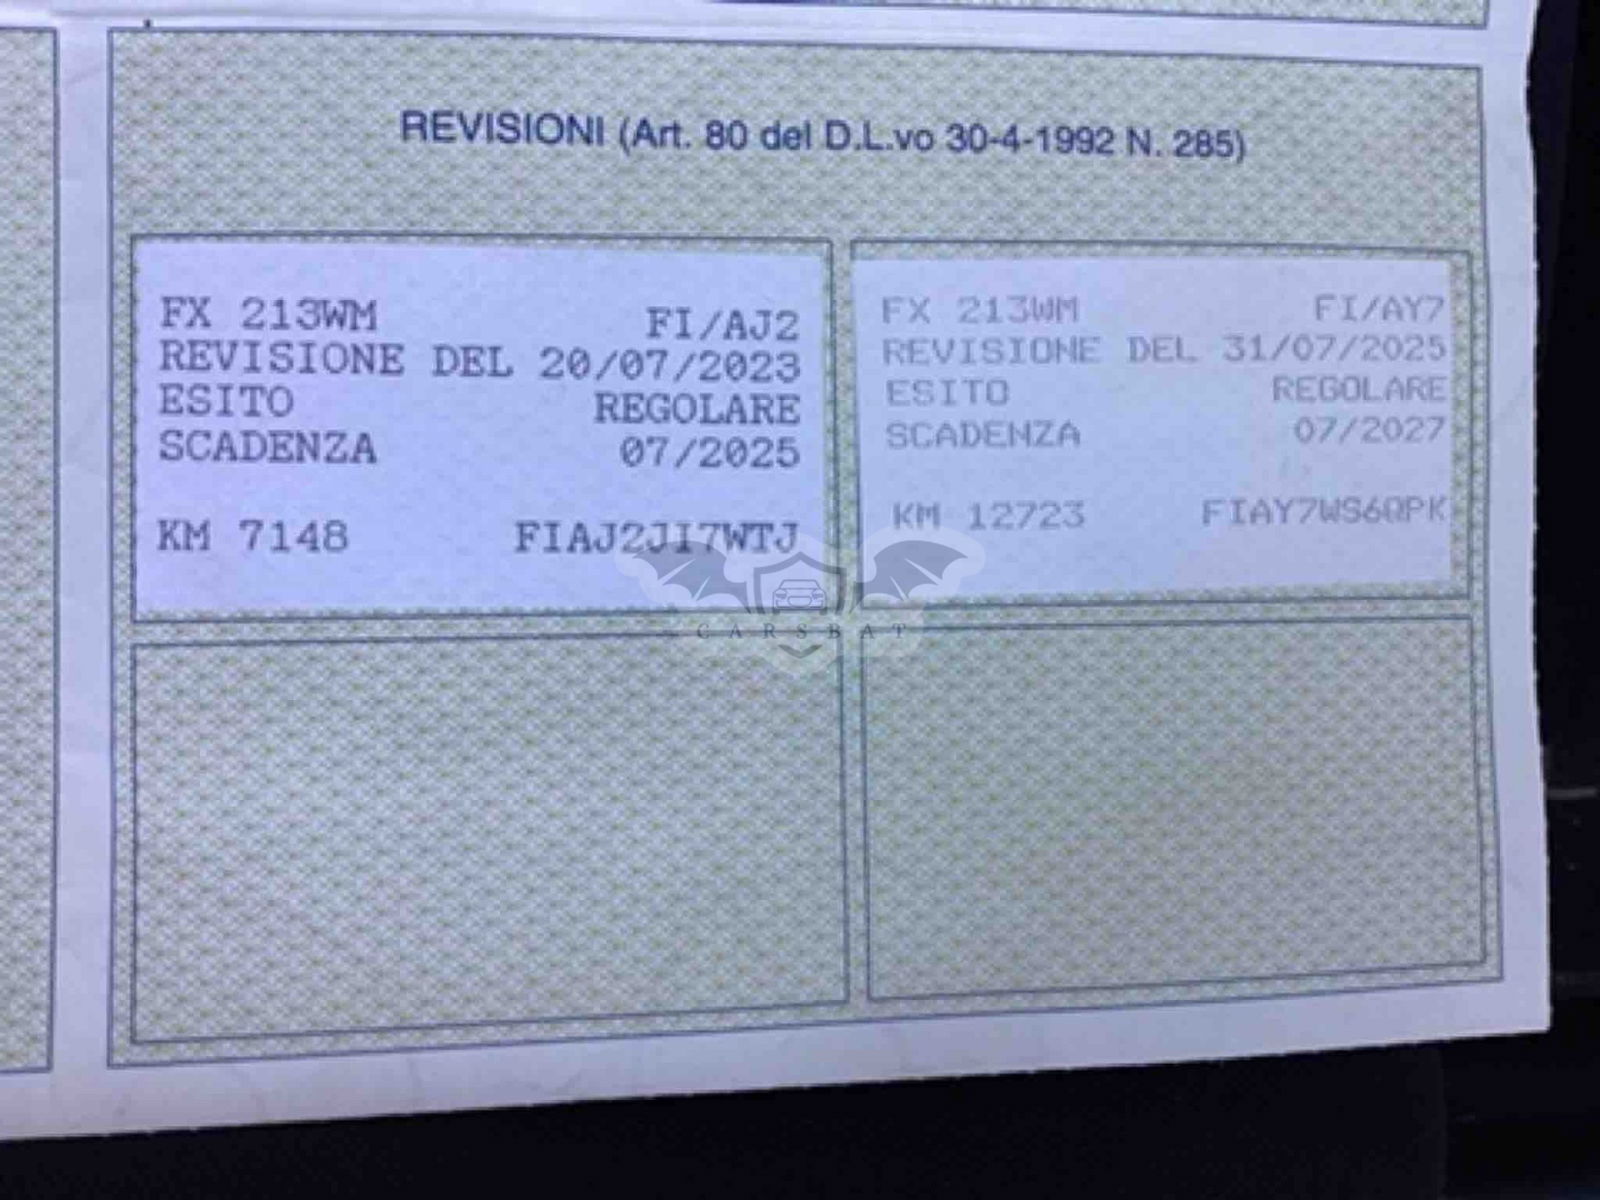 REVISIONI (Art. 80 del D.L.vo 30-4-1992 N. 285)
FX 213WM FI/AJ2
REVISIONE DEL 20/07/2023
ESITO REGOLARE
SCADENZA 07/2025
KM 7148 FIAJ2JI7WTJ
FX 213WM FI/AY7
REVISIONE DEL 31/07/2025
ESITO REGOLARE
SCADENZA 07/2027
KM 12723 FIAY7WS6QPK
CARSBAT